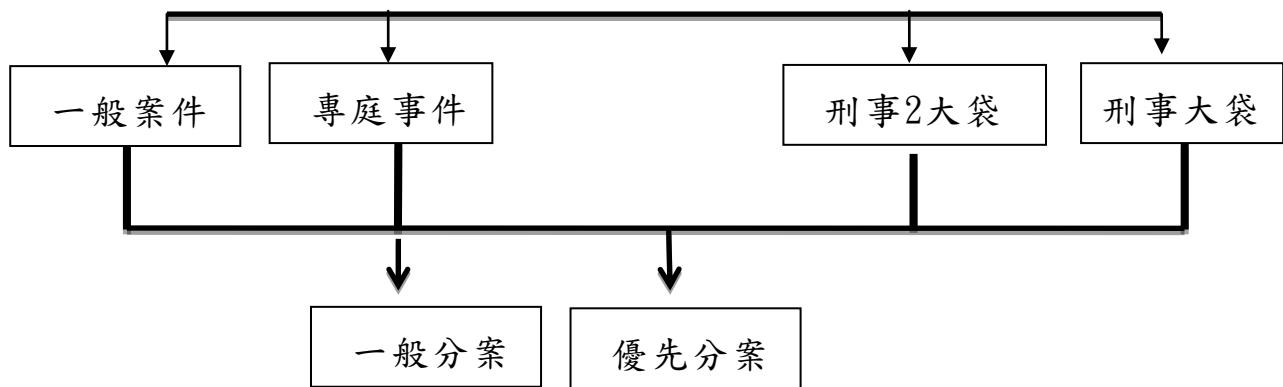 一般案件
專庭事件
刑事2大袋
刑事大袋
一般分案
優先分案